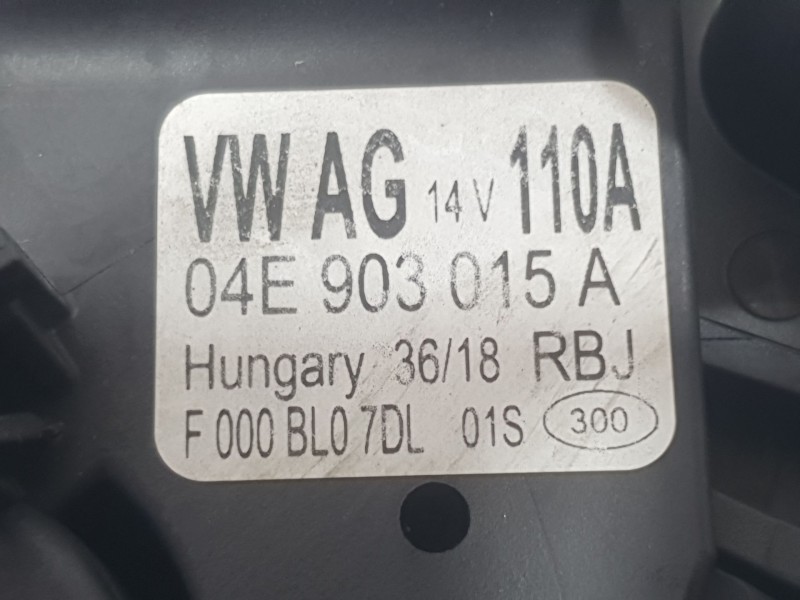 VW AG 14 V 110A
04E 903 015 A
Hungary 36/18 RBJ
F 000 BL0 7DL 01S 300